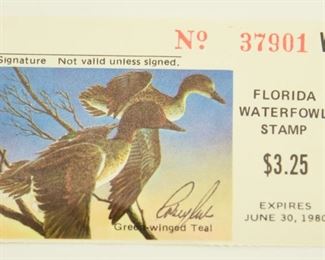 No 37901
Signature Not valid unless signed.
FLORIDA
WATERFOWL
STAMP
$3.25
EXPIRES
JUNE 30, 1980
Green-winged Teal